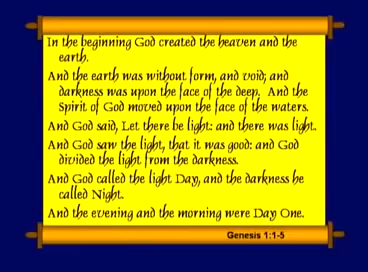 In the beginning God created the heaven and the
earth.
And the earth was without form, and void; and
darkness was upon the face of the deep. And the
Spirit of God moved upon the face of the waters.
And God said, Let there be light: and there was light.
And God saw the light, that it was good: and God
divided the light from the darkness.
And God called the light Day, and the darkness he
called Night.
And the evening and the morning were Day One.
Genesis 1:1-5